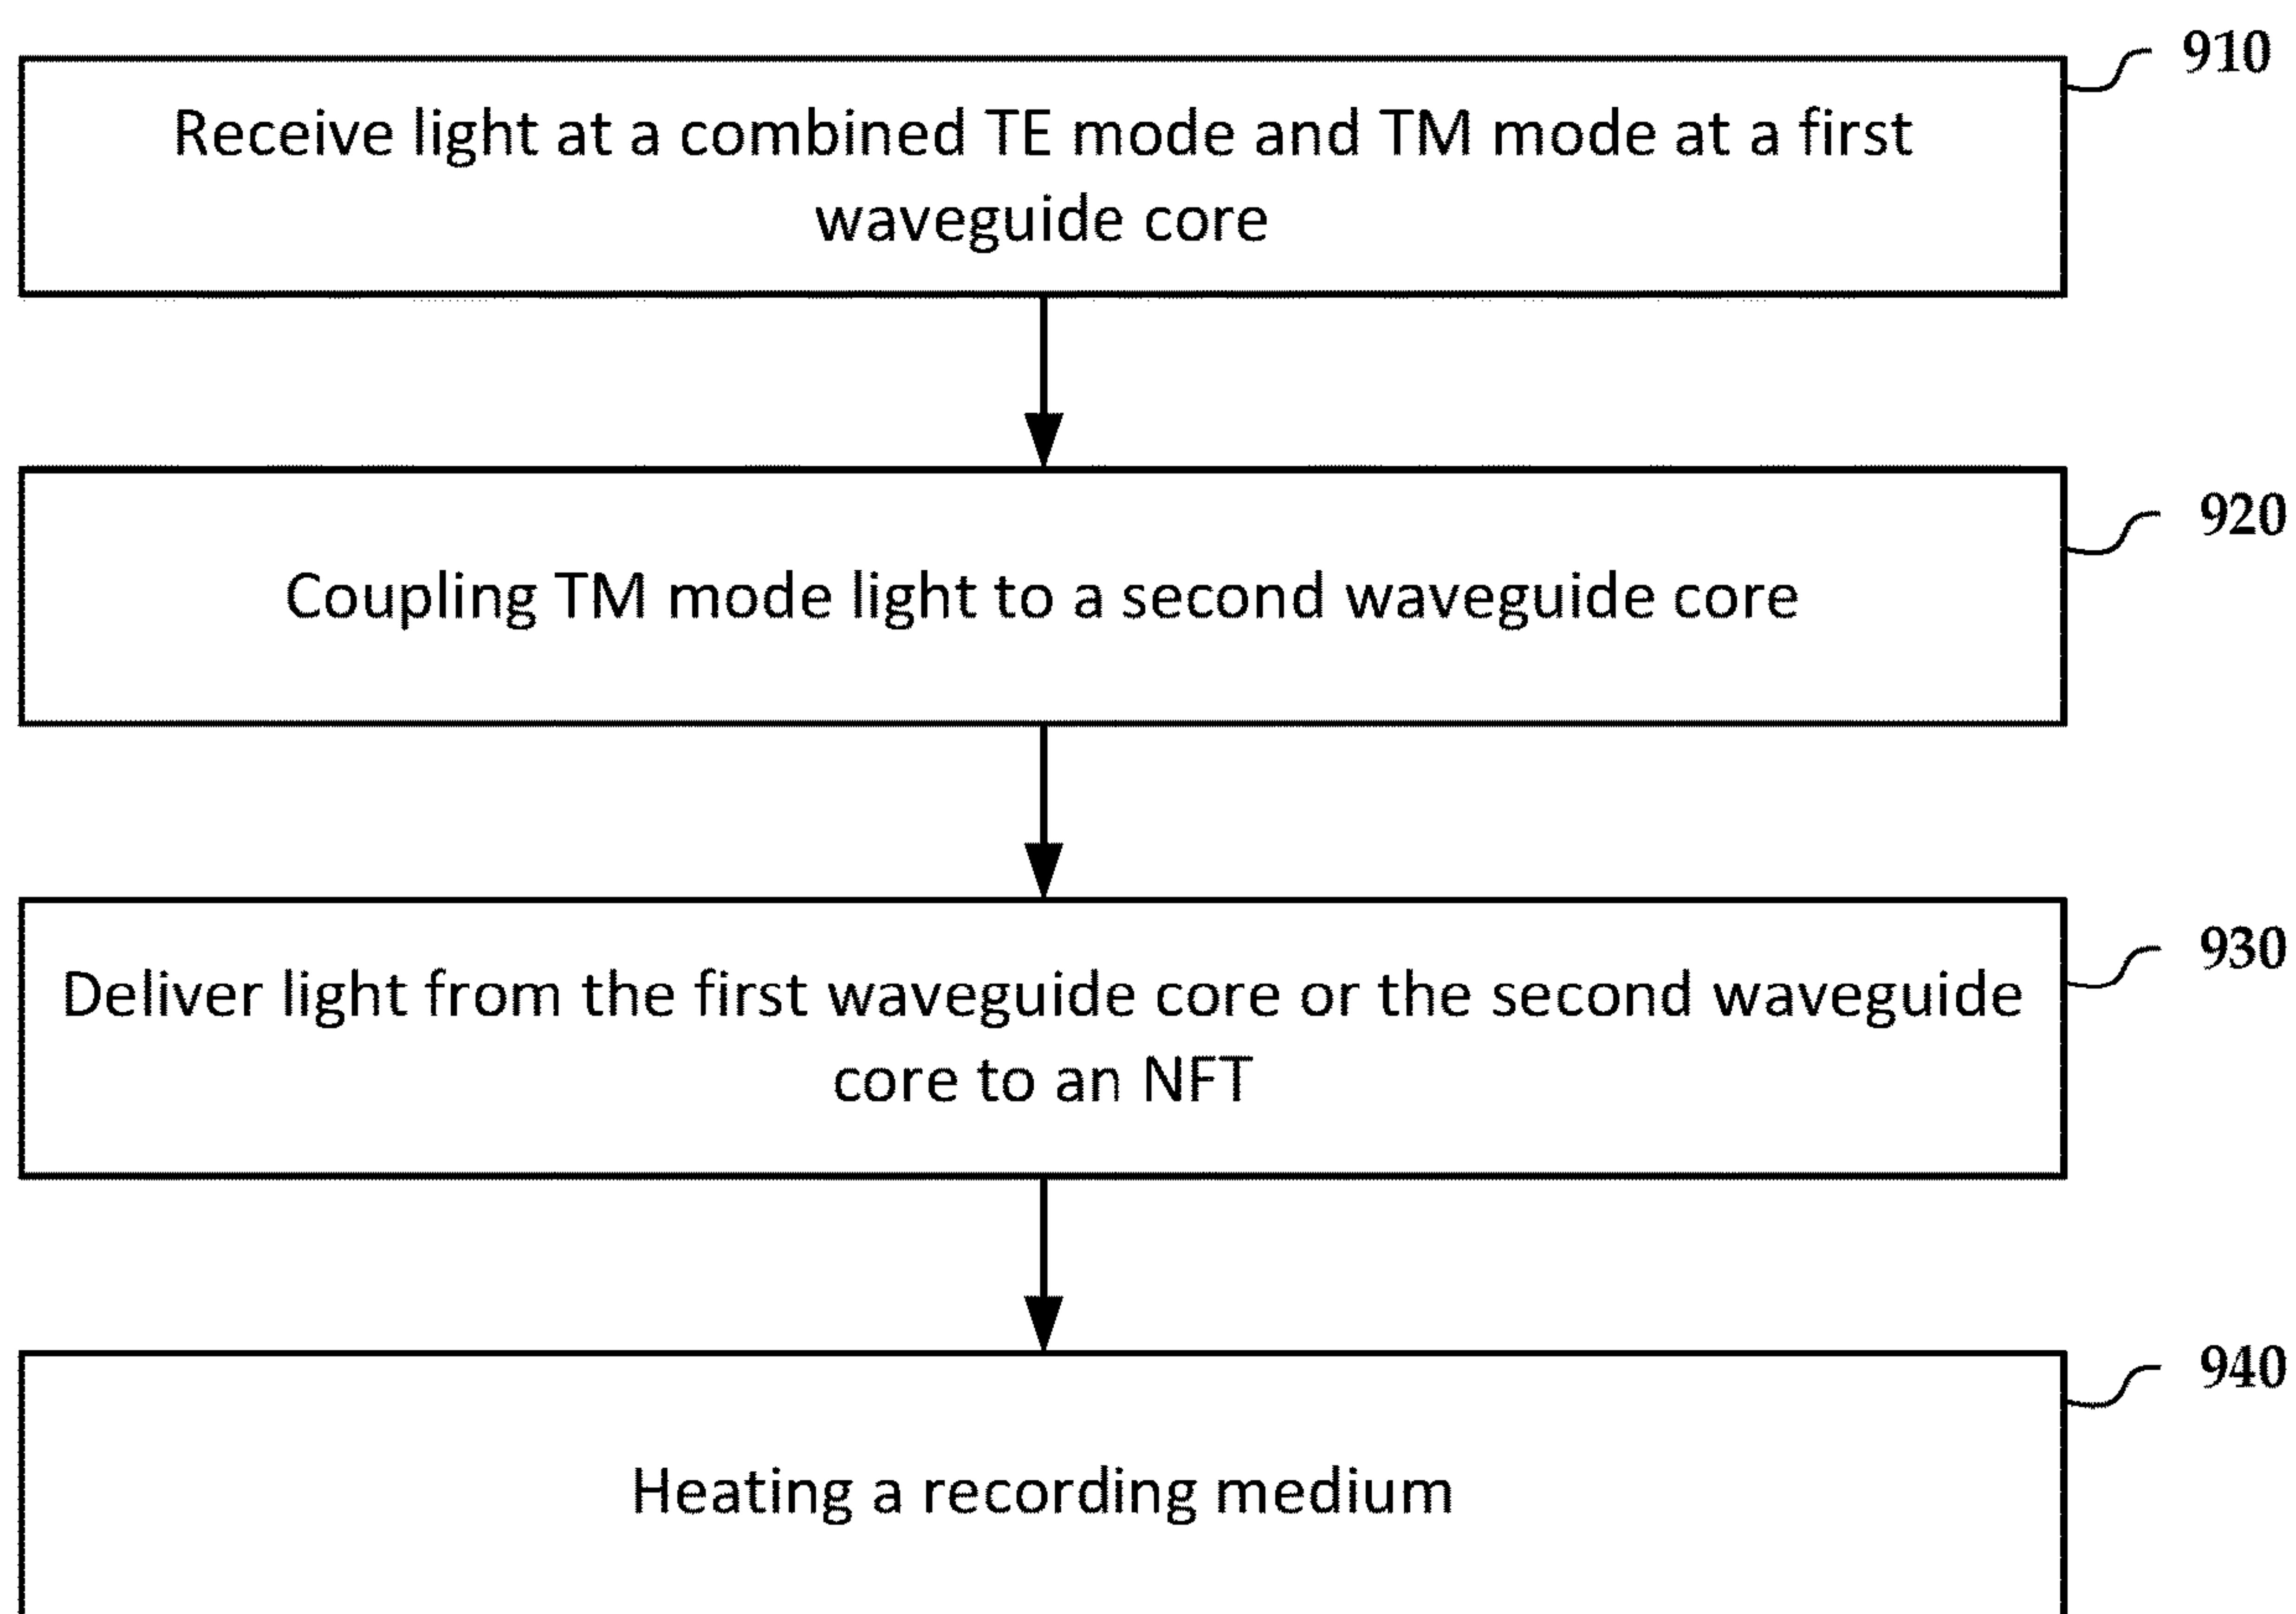 910
Receive light at a combined TE mode and TM mode at a first
waveguide core
920
Coupling TM mode light to a second waveguide core
930
Deliver light from the first waveguide core or the second waveguide
core to an NFT
940
Heating a recording medium